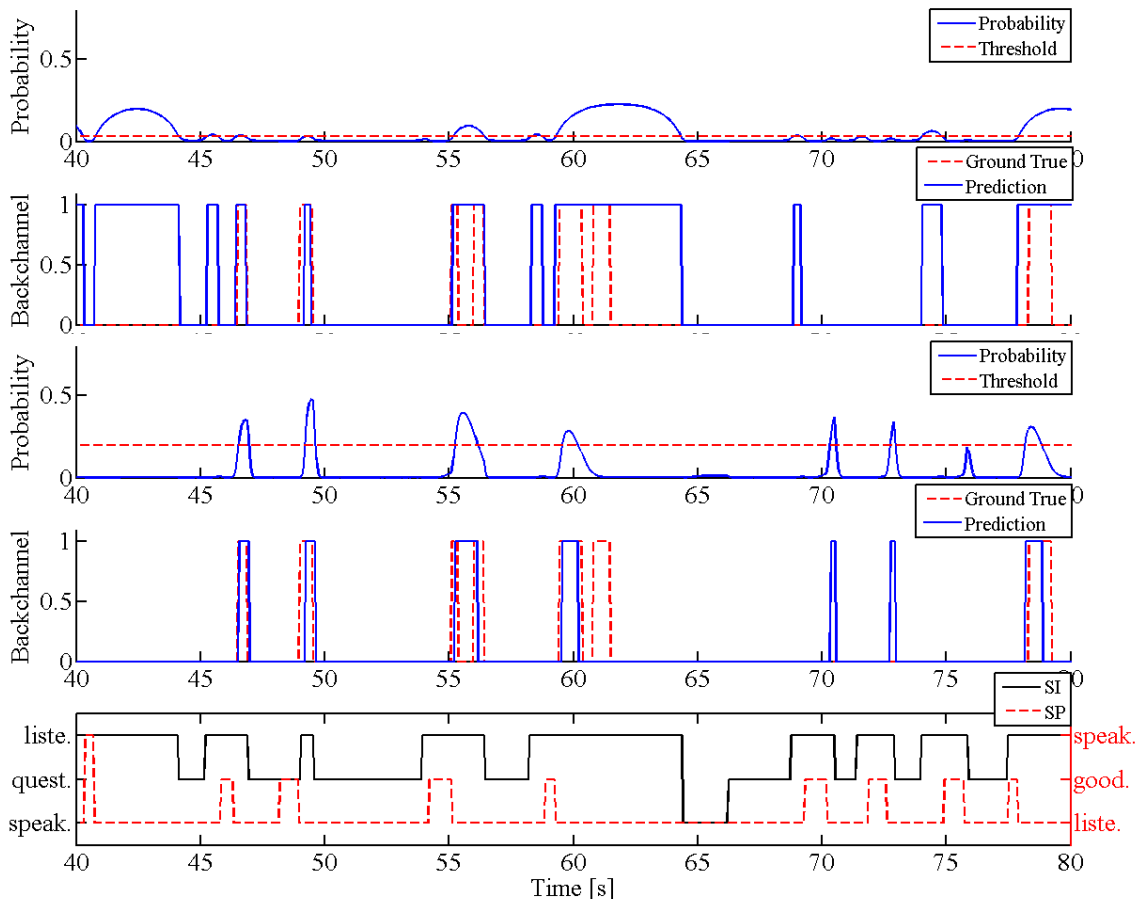 Probability
0.5
0
Probability
Threshold
40 45 50 55 60 65 70 75 80
Backchannel
1
0.5
0
Ground True
Prediction
Probability
0.5
0
Probability
Threshold
40 45 50 55 60 65 70 75 80
Backchannel
1
0.5
0
Ground True
Prediction
40 45 50 55 60 65 70 75 80
SI
SP
liste.
quest.
speak.
speak.
good.
liste.
40 45 50 55 60 65 70 75 80
Time [s]